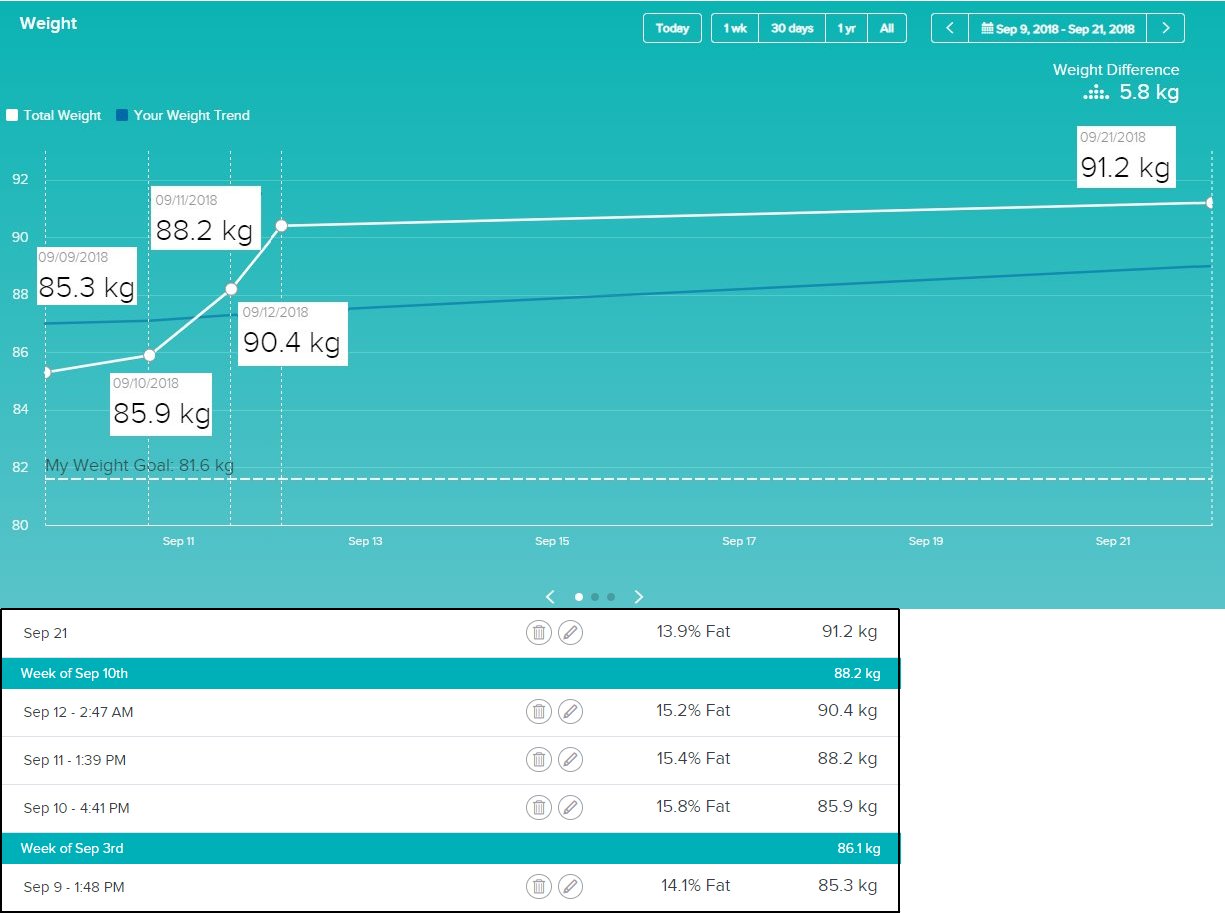 Weight
Today
1 wk
30 days
1 yr
All
Sep 9, 2018 - Sep 21, 2018
Weight Difference
5.8 kg
Total Weight
Your Weight Trend
09/21/2018
91.2 kg
92
09/11/2018
88.2 kg
90
09/09/2018
85.3 kg
88
09/12/2018
90.4 kg
86
09/10/2018
85.9 kg
84
My Weight Goal: 81.6 kg
82
80
Sep 11
Sep 13
Sep 15
Sep 17
Sep 19
Sep 21
Sep 21 13.9% Fat 91.2 kg
Week of Sep 10th 88.2 kg
Sep 12 - 2:47 AM 15.2% Fat 90.4 kg
Sep 11 - 1:39 PM 15.4% Fat 88.2 kg
Sep 10 - 4:41 PM 15.8% Fat 85.9 kg
Week of Sep 3rd 86.1 kg
Sep 9 - 1:48 PM 14.1% Fat 85.3 kg